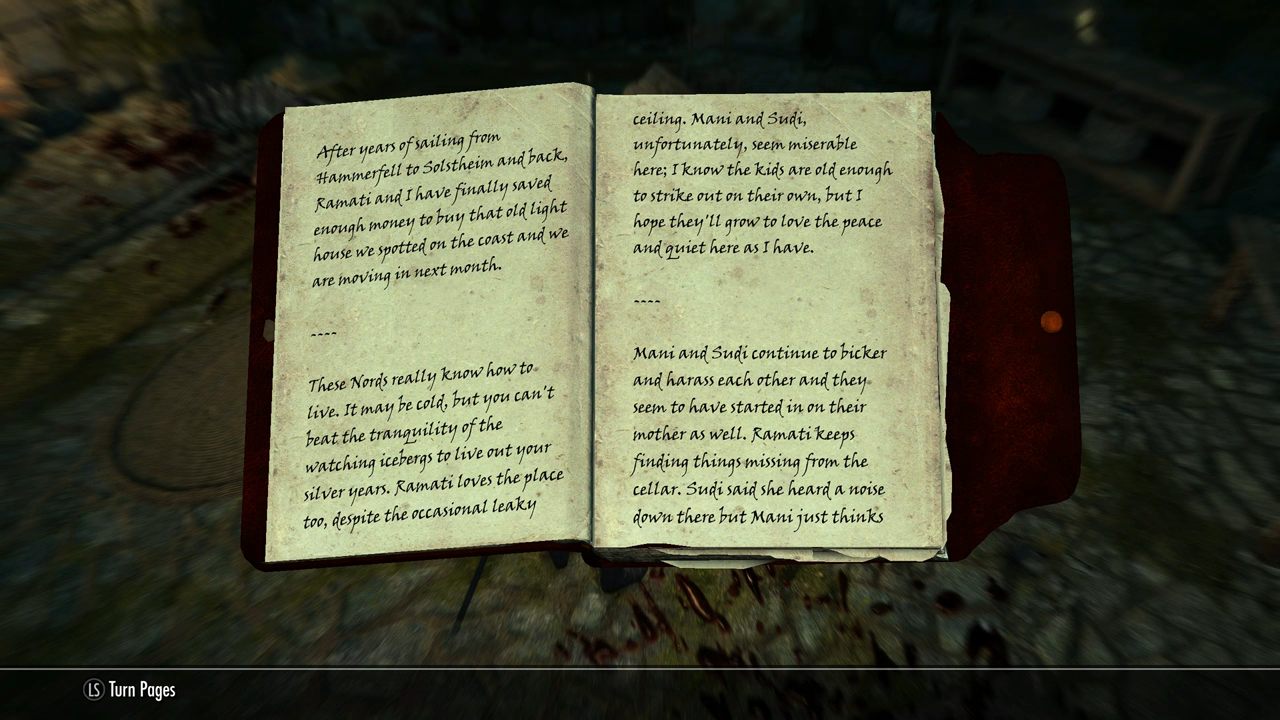 After years of sailing from
Hammerfell to Solstheim and back,
Ramati and I have finally saved
enough money to buy that old light
house we spotted on the coast and we
are moving in next month.
~~~~
These Nords really know how to
live. It may be cold, but you can't
beat the tranquility of the
watching icebergs to live out your
silver years. Ramati loves the place
too, despite the occasional leaky
ceiling. Mani and Sudi,
unfortunately, seem miserable
here; I know the kids are old enough
to strike out on their own, but I
hope they'll grow to love the peace
and quiet here as I have.
~~~~
Mani and Sudi continue to bicker
and harass each other and they
seem to have started in on their
mother as well. Ramati keeps
finding things missing from the
cellar. Sudi said she heard a noise
down there but Mani just thinks
LS Turn Pages